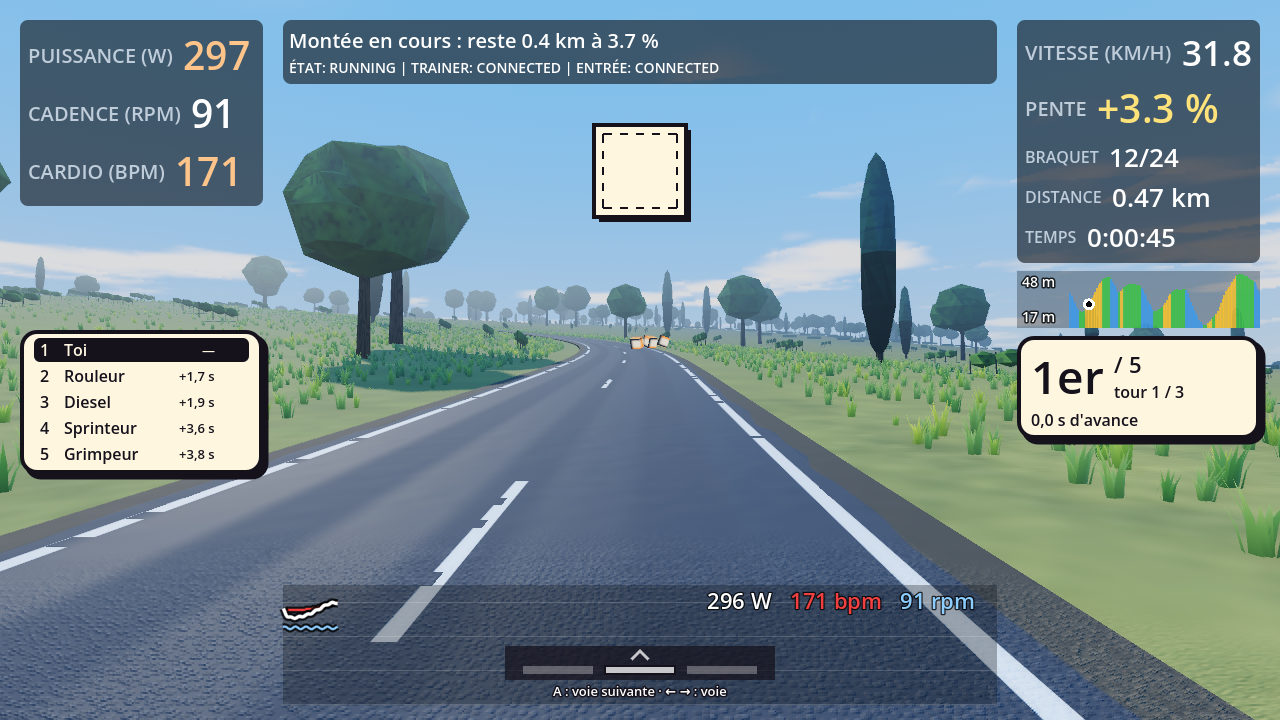 PUISSANCE (W) 297
CADENCE (RPM) 91
CARDIO (BPM) 171
Montée en cours : reste 0.4 km à 3.7 %
ÉTAT: RUNNING | TRAINER: CONNECTED | ENTRÉE: CONNECTED
VITESSE (KM/H) 31.8
PENTE +3.3 %
BRAQUET 12/24
DISTANCE 0.47 km
TEMPS 0:00:45
48 m
17 m
1 Toi —
2 Rouleur +1,7 s
3 Diesel +1,9 s
4 Sprinteur +3,6 s
5 Grimpeur +3,8 s
1er / 5
tour 1 / 3
0,0 s d'avance
296 W 171 bpm 91 rpm
A : voie suivante · ← → : voie